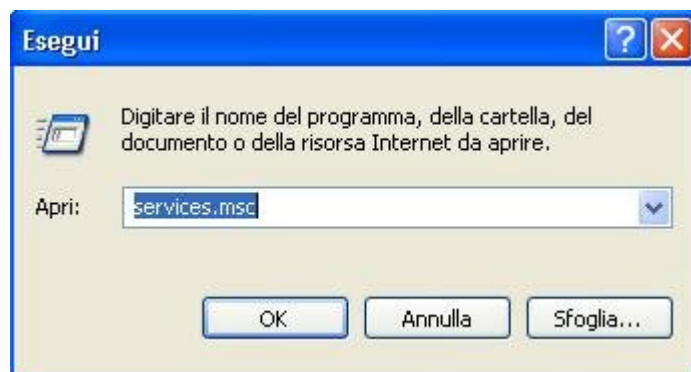 Esegui
Digitare il nome del programma, della cartella, del
documento o della risorsa Internet da aprire.
Apri: services.msc
OK Annulla Sfoglia...